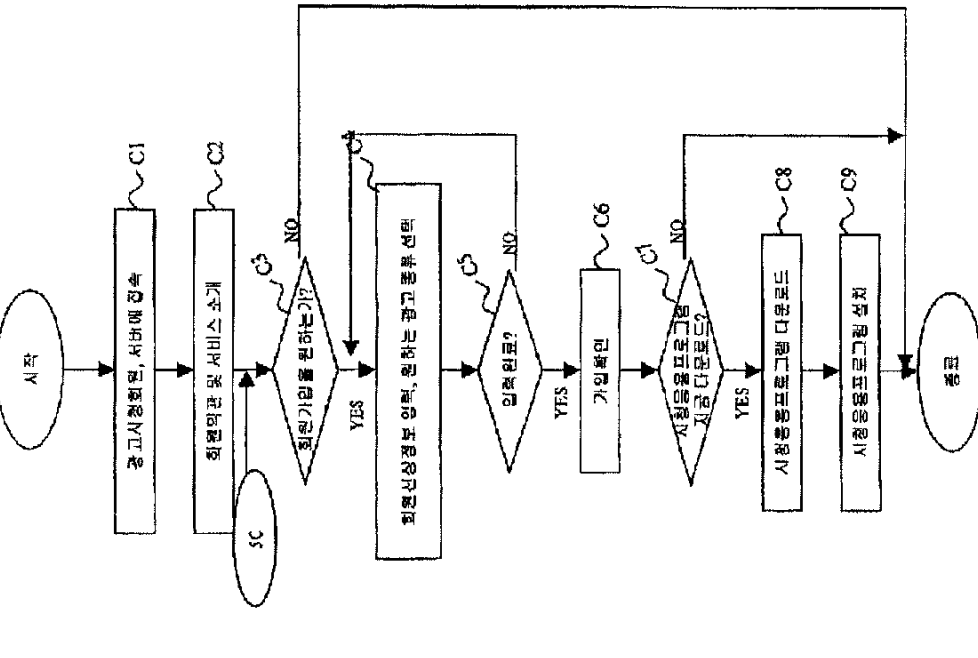 시작
광고시청회원, 서버에 접속
C1
회원약관 및 서비스 소개
C2
SC
회원가입을 원하는가?
C3
NO
YES
회원신상정보 입력, 원하는 광고 종류 선택
입력완료?
C5
NO
YES
가입확인
C6
시청응용프로그램
지금 다운로드?
C7
NO
YES
시청응용프로그램 다운로드
C8
시청응용프로그램 설치
C9
종료